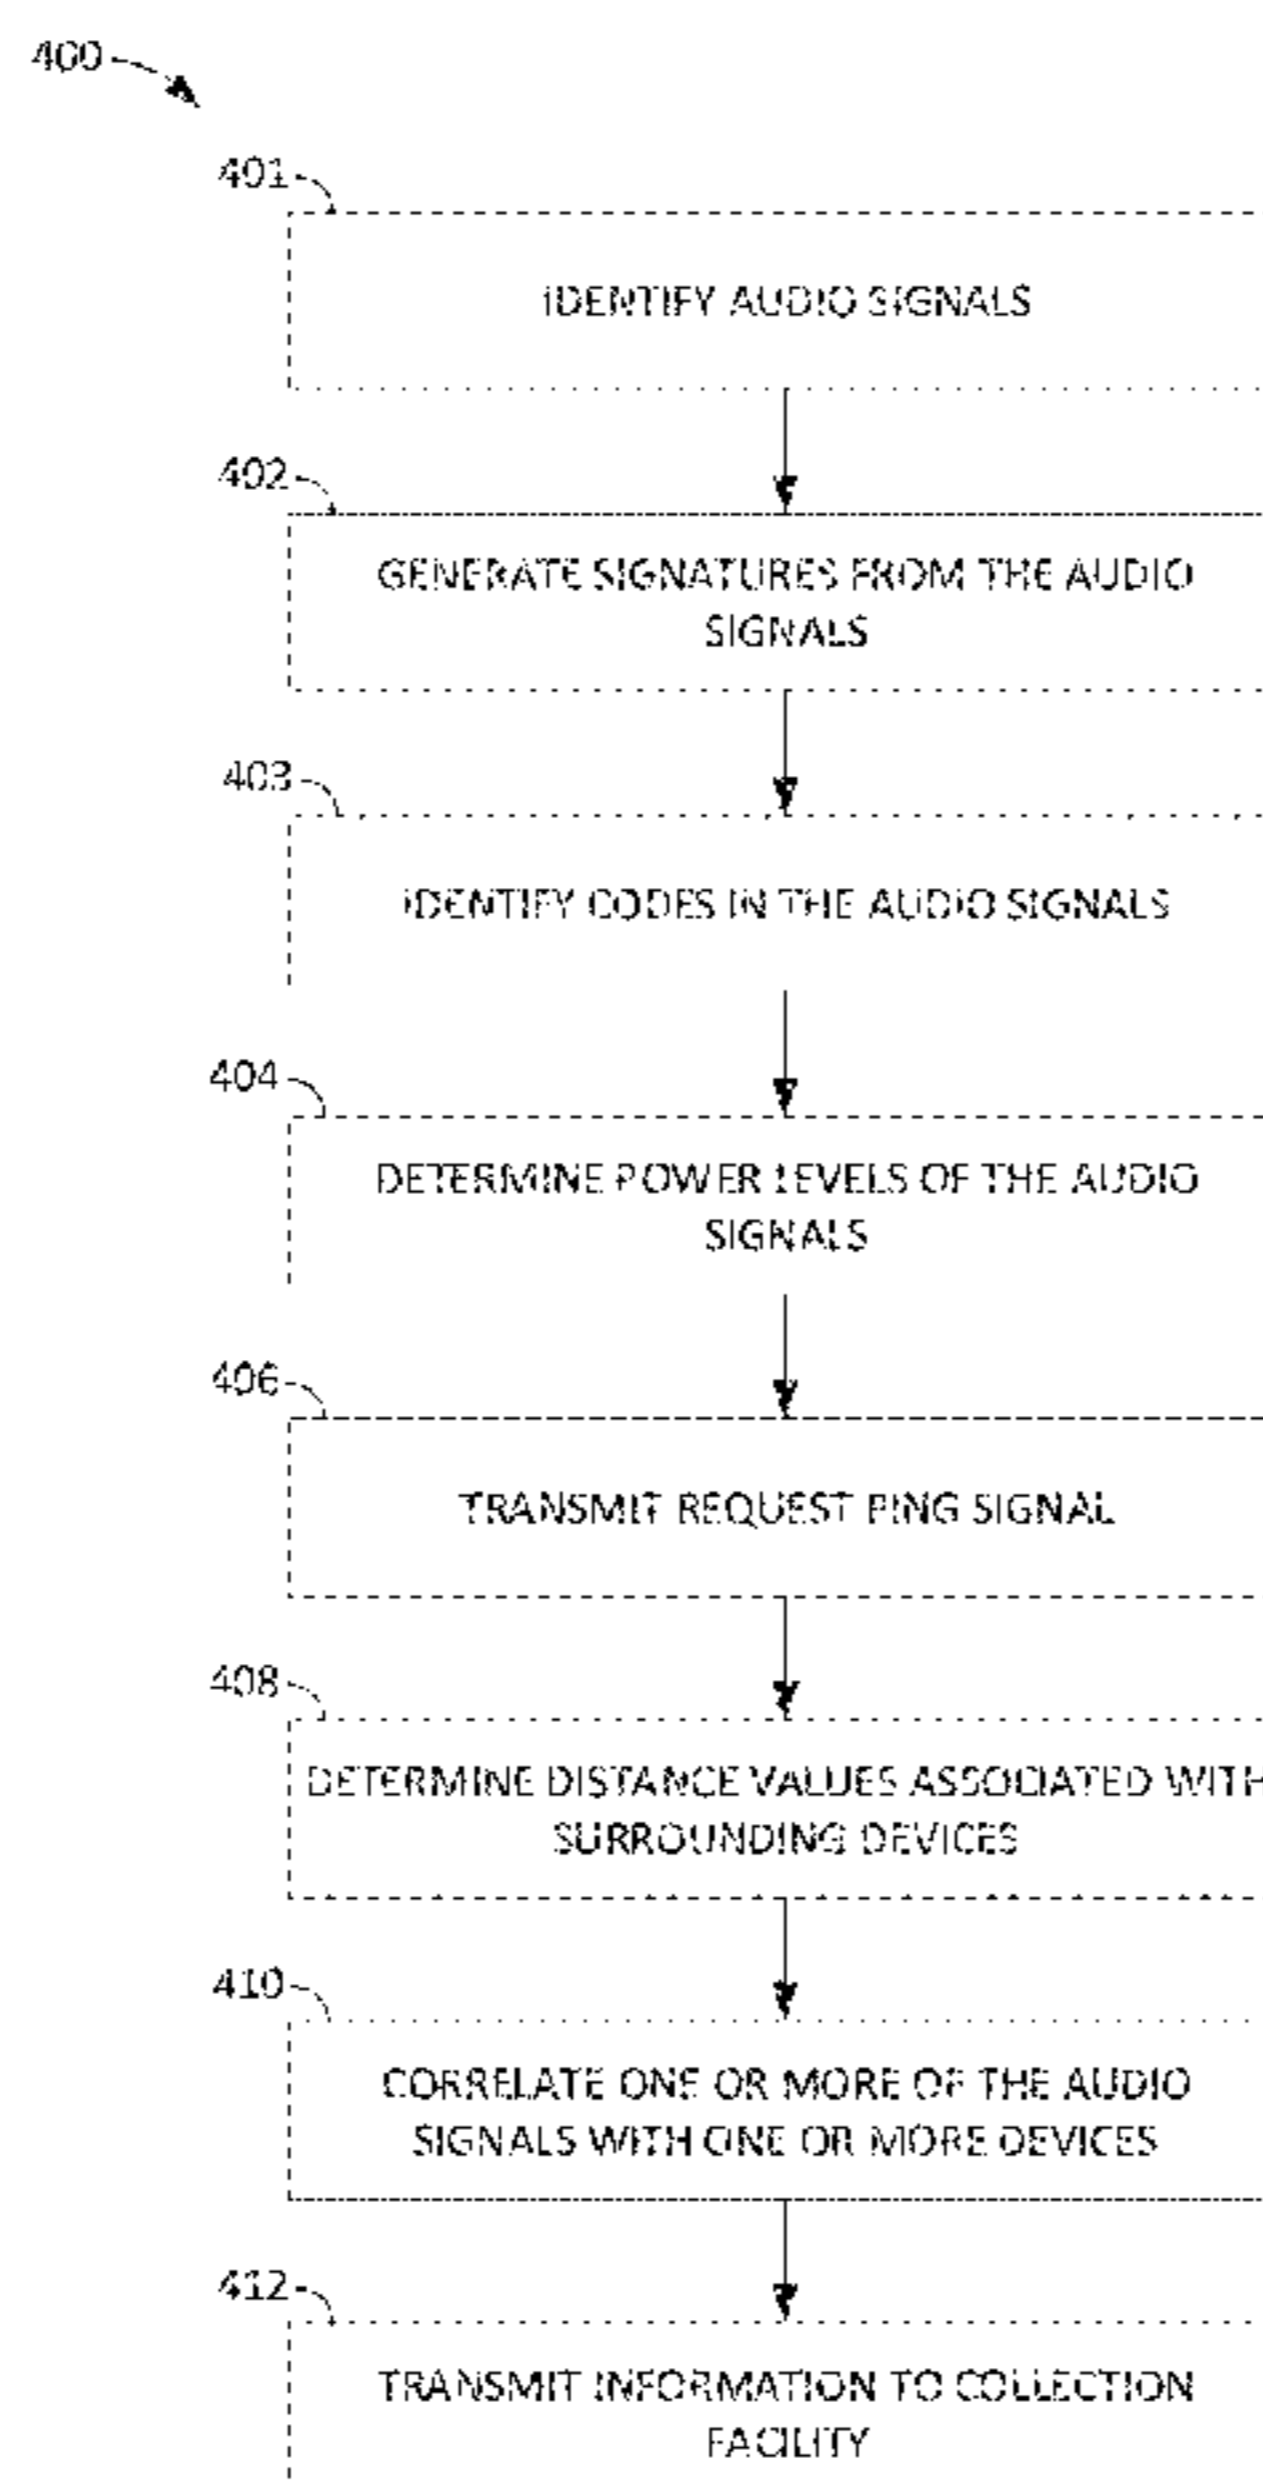 400
401
IDENTIFY AUDIO SIGNALS
402
GENERATE SIGNATURES FROM THE AUDIO
SIGNALS
403
IDENTIFY CODES IN THE AUDIO SIGNALS
404
DETERMINE POWER LEVELS OF THE AUDIO
SIGNALS
406
TRANSMIT REQUEST PING SIGNAL
408
DETERMINE DISTANCE VALUES ASSOCIATED WITH
SURROUNDING DEVICES
410
CORRELATE ONE OR MORE OF THE AUDIO
SIGNALS WITH ONE OR MORE DEVICES
412
TRANSMIT INFORMATION TO COLLECTION
FACILITY